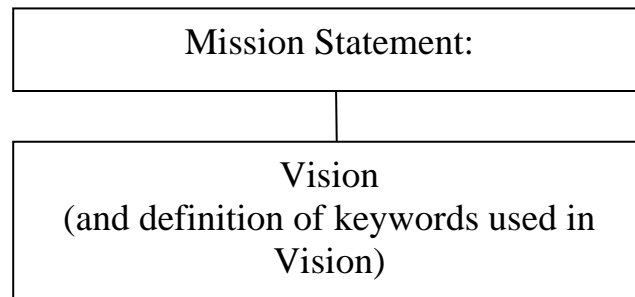 Mission Statement:
Vision
(and definition of keywords used in
Vision)